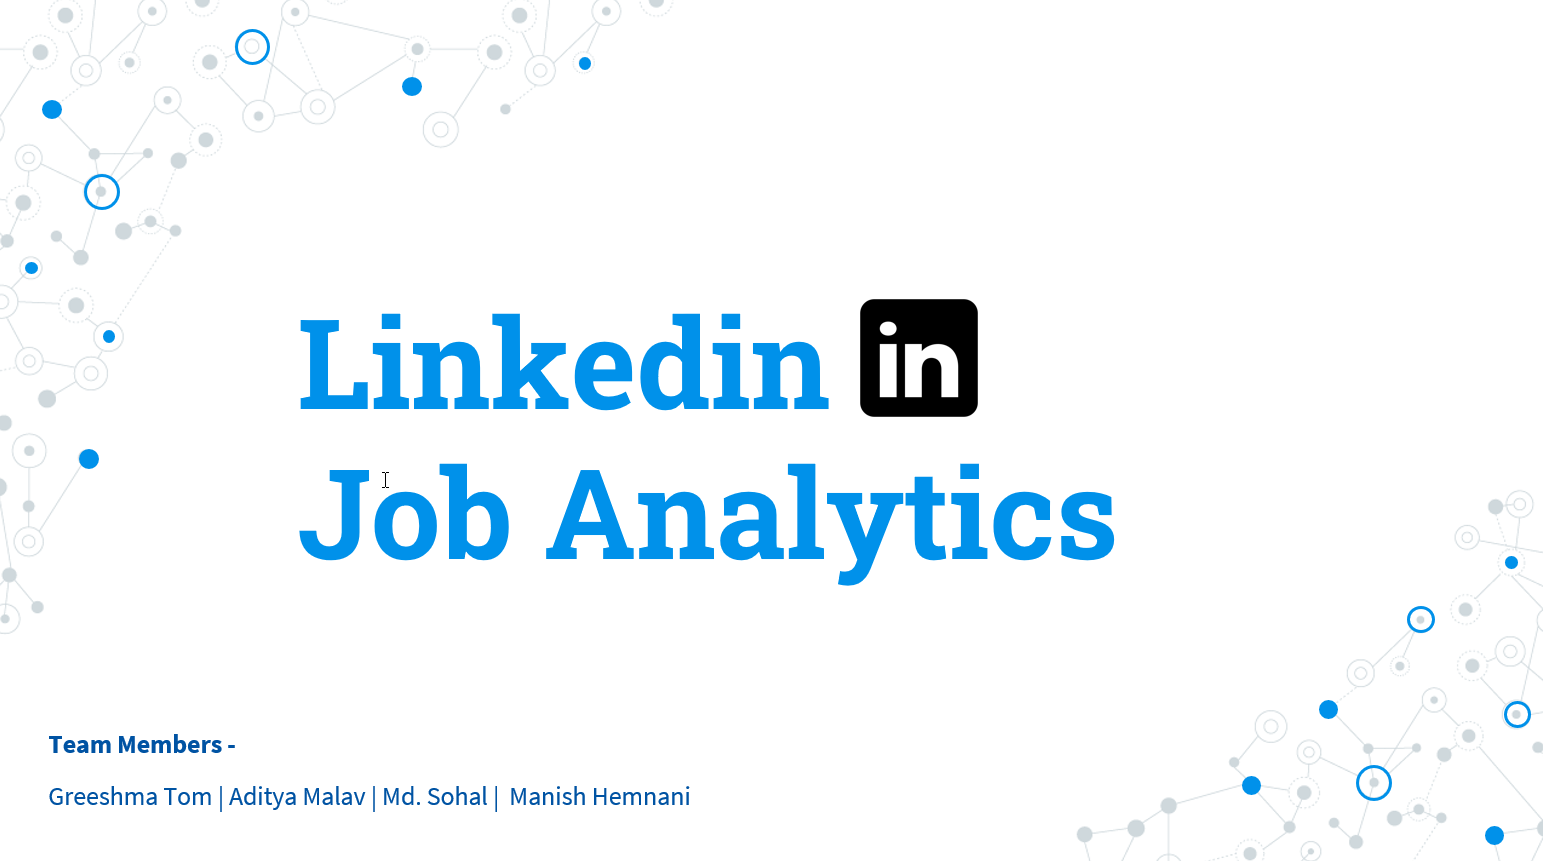 Linkedin in
Job Analytics
Team Members -
Greeshma Tom | Aditya Malav | Md. Sohal | Manish Hemnani